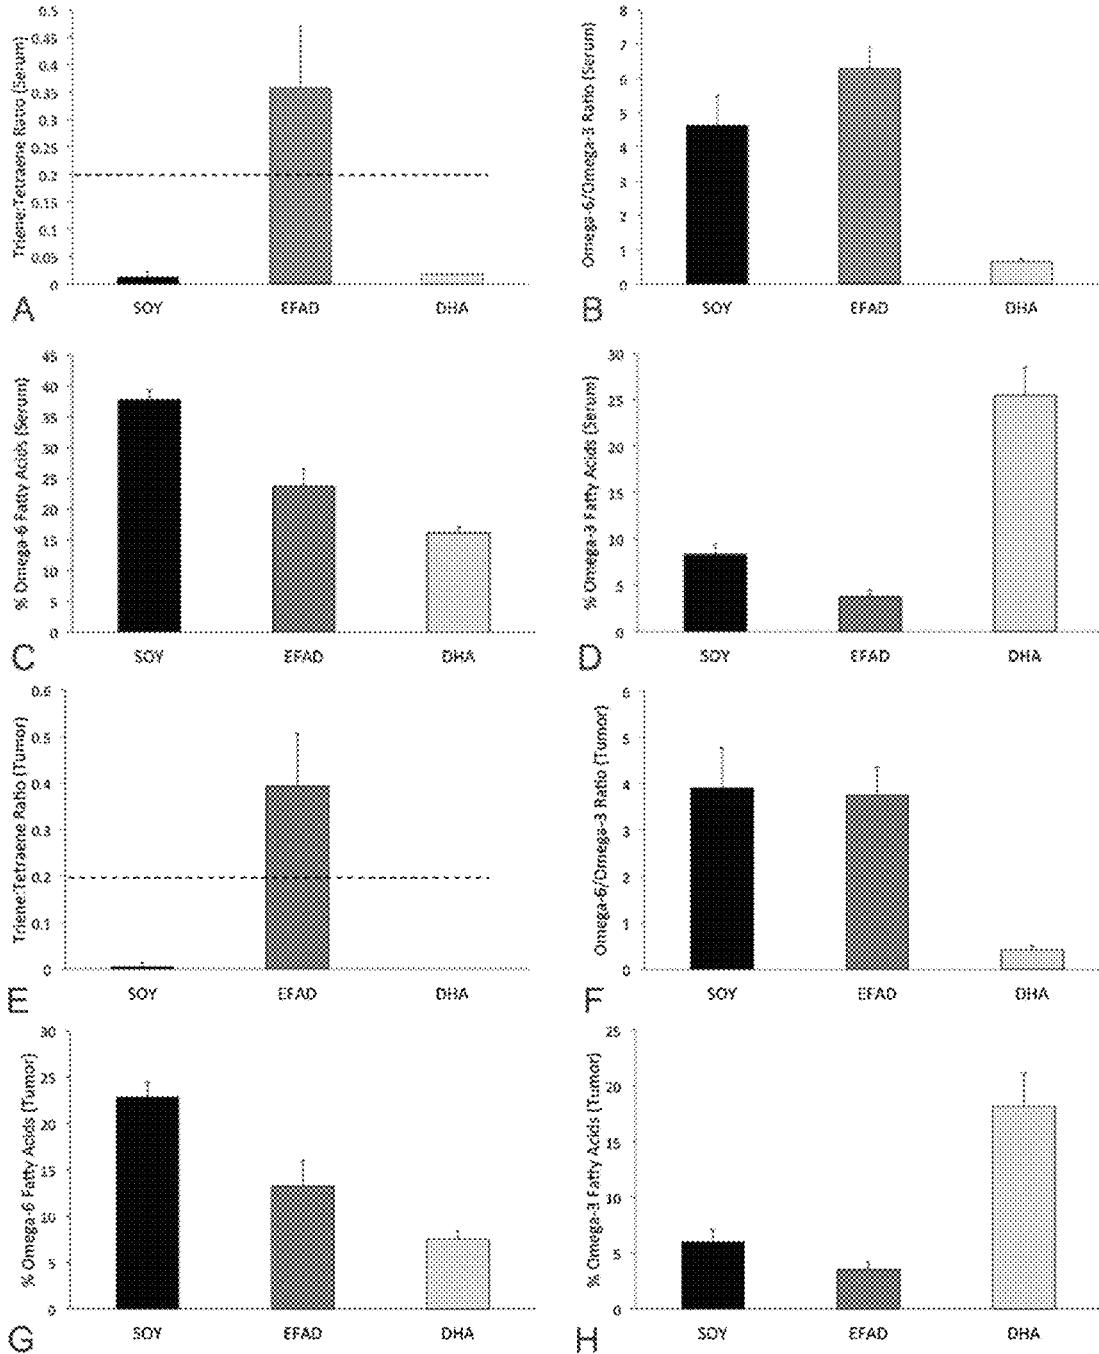 Triene:Tetraene Ratio (Serum)
0.5
0.45
0.4
0.35
0.3
0.25
0.2
0.15
0.1
0.05
0
SOY EFAD DHA
A
Omega-6/Omega-3 Ratio (Serum)
8
7
6
5
4
3
2
1
0
SOY EFAD DHA
B
% Omega-6 Fatty Acids (Serum)
45
40
35
30
25
20
15
10
5
0
SOY EFAD DHA
C
% Omega-3 Fatty Acids (Serum)
30
25
20
15
10
5
0
SOY EFAD DHA
D
Triene:Tetraene Ratio (Tumor)
0.6
0.5
0.4
0.3
0.2
0.1
0
SOY EFAD DHA
E
Omega-6/Omega-3 Ratio (Tumor)
6
5
4
3
2
1
0
SOY EFAD DHA
F
% Omega-6 Fatty Acids (Tumor)
30
25
20
15
10
5
0
SOY EFAD DHA
G
% Omega-3 Fatty Acids (Tumor)
25
20
15
10
5
0
SOY EFAD DHA
H